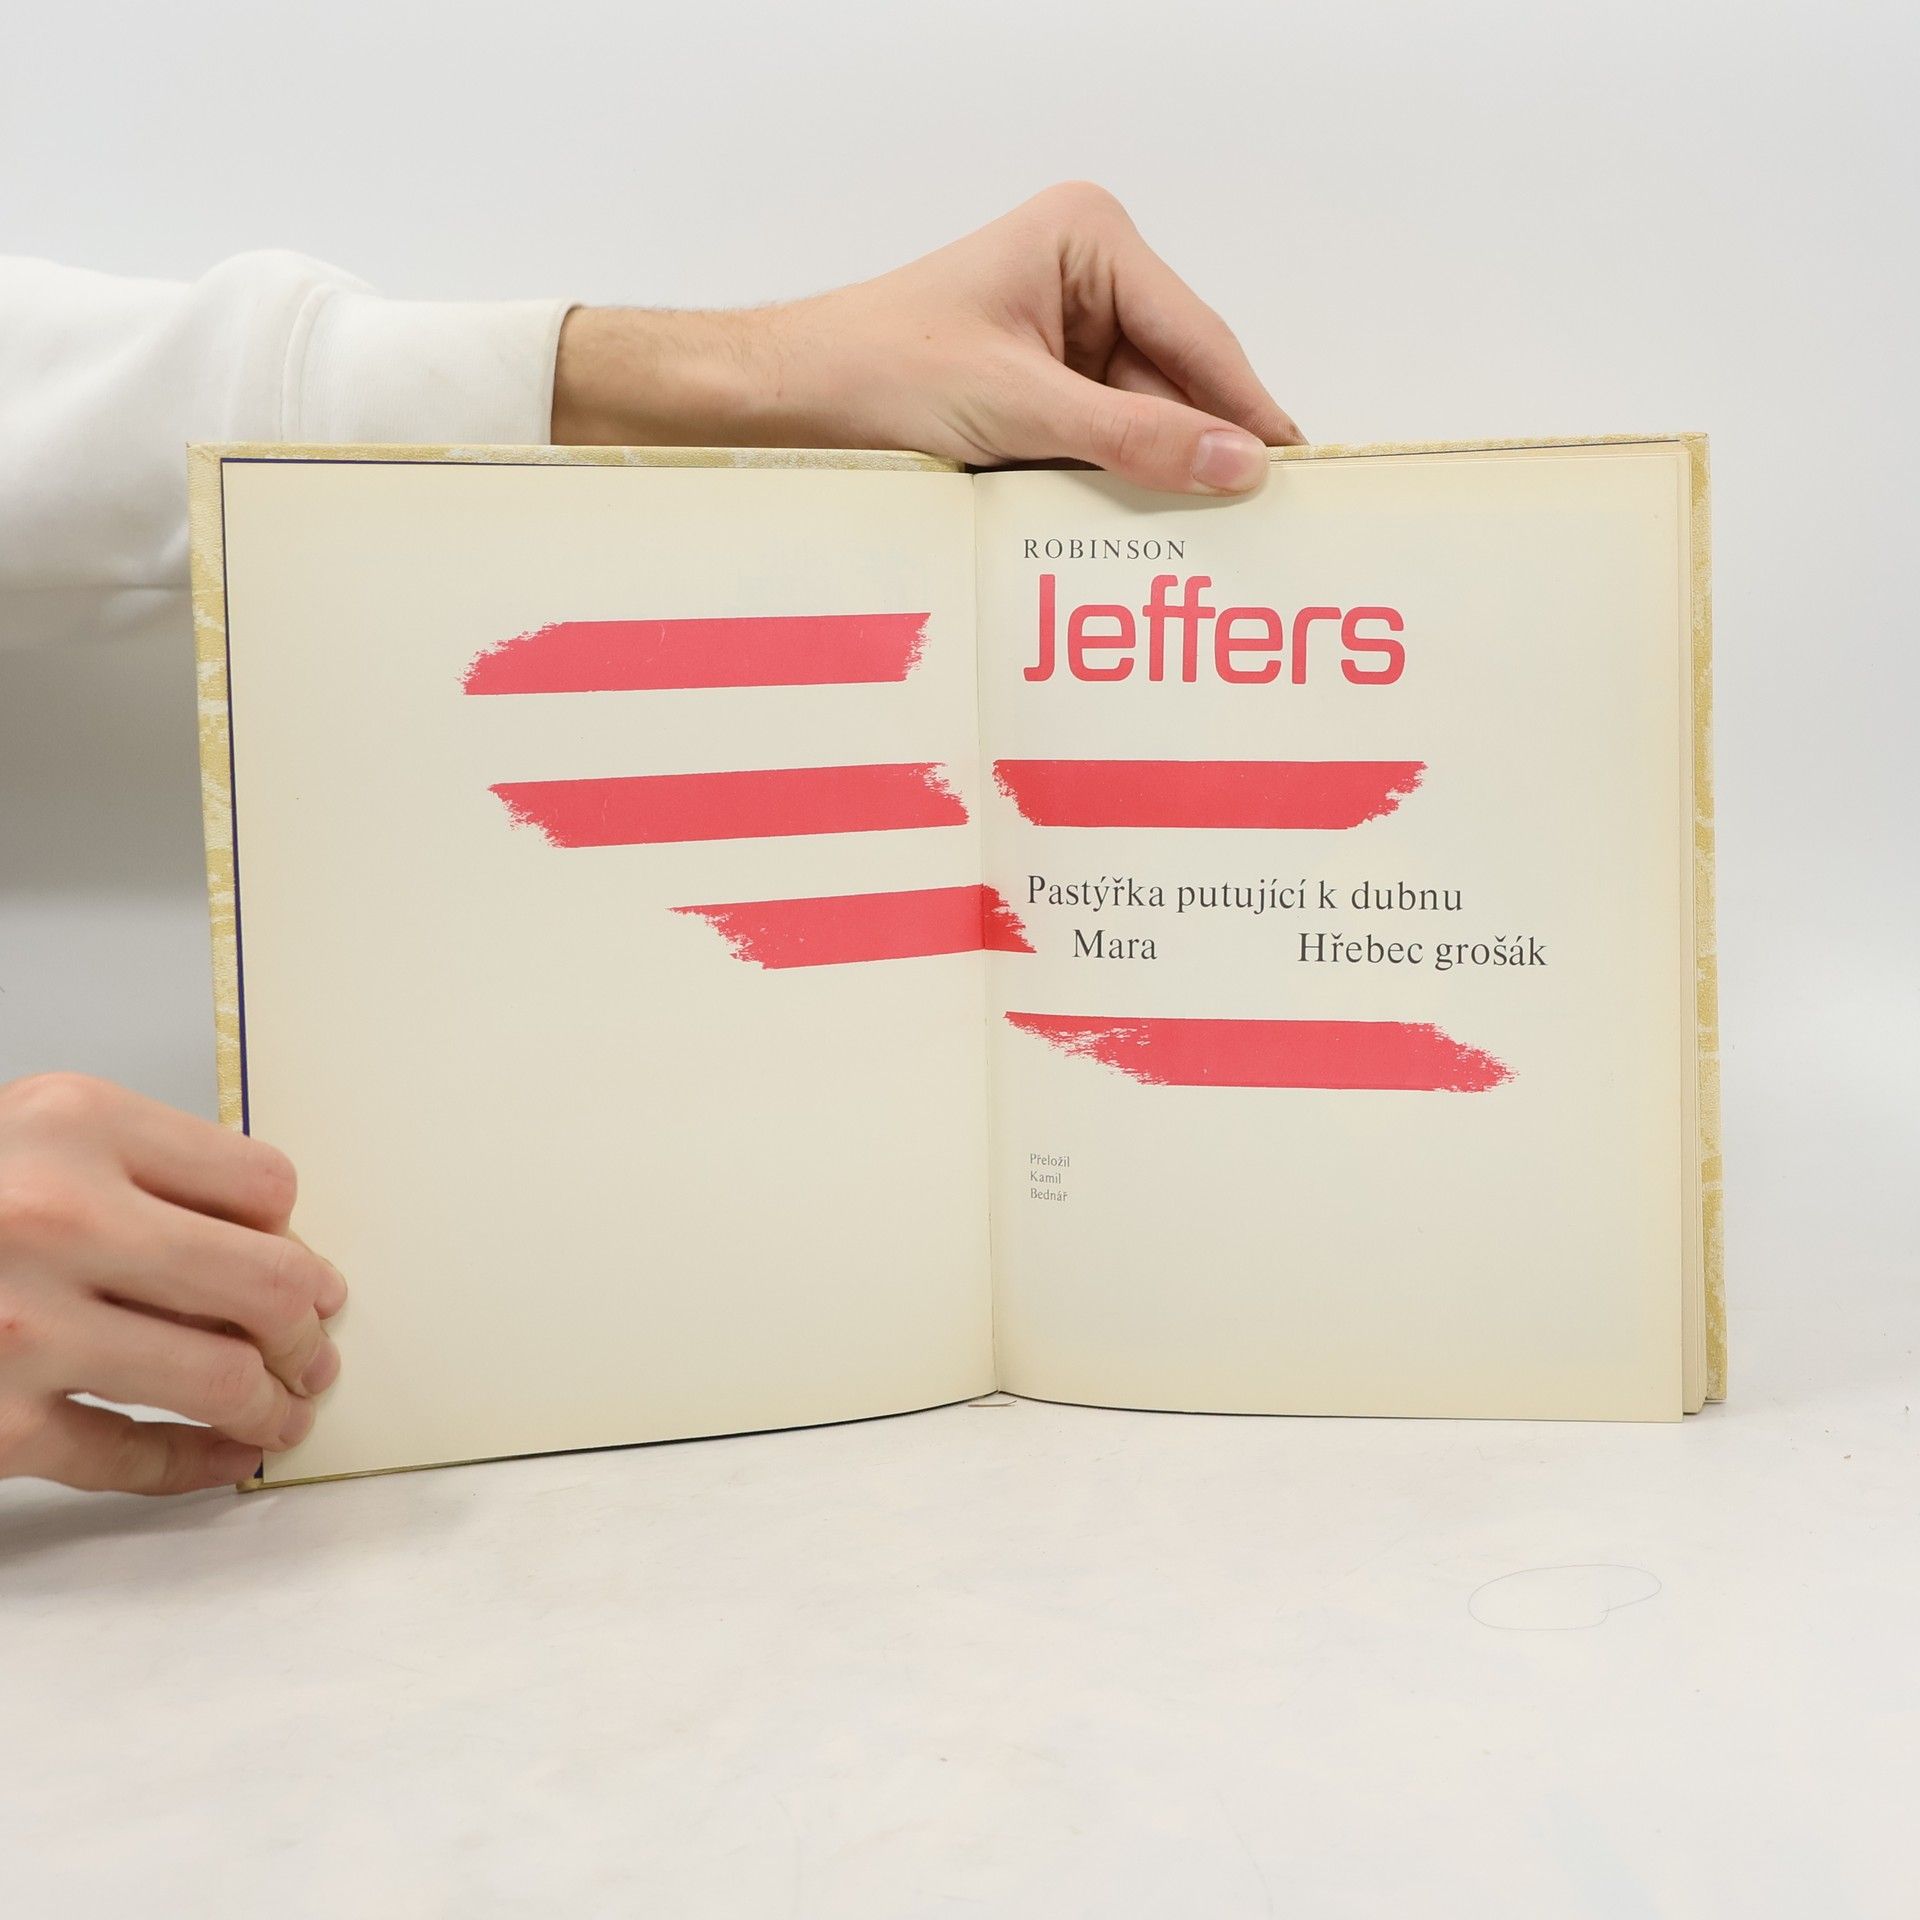 ROBINSON
Jeffers
Pastýřka putující k dubnu
Mara Hřebec grošák
Přeložil
Kamil
Bednář